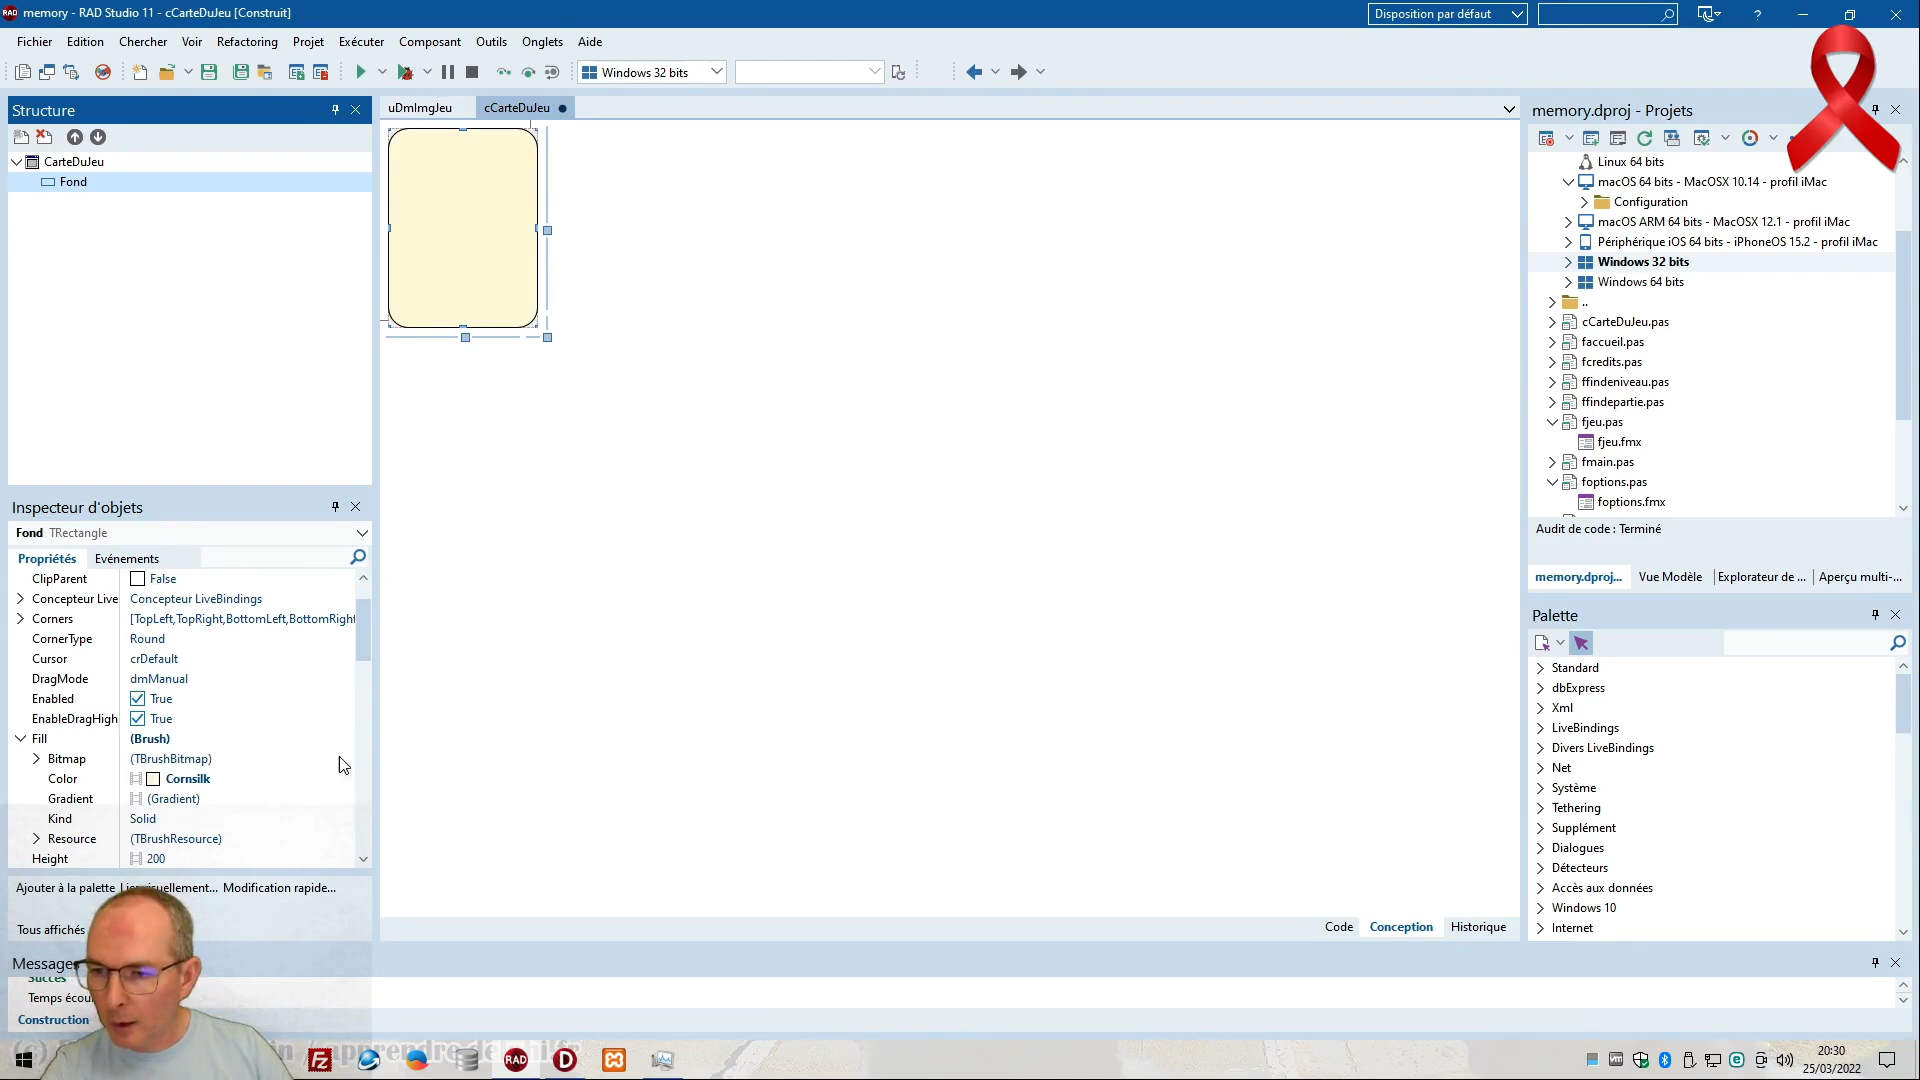 memory - RAD Studio 11 - cCarteDuJeu [Construit]
Disposition par défaut
Fichier Edition Chercher Voir Refactoring Projet Exécuter Composant Outils Onglets Aide
Windows 32 bits
Structure
CarteDuJeu
Fond
uDmImgJeu
cCarteDuJeu
memory.dproj - Projets
Linux 64 bits
macOS 64 bits - MacOSX 10.14 - profil iMac
Configuration
macOS ARM 64 bits - MacOSX 12.1 - profil iMac
Périphérique iOS 64 bits - iPhoneOS 15.2 - profil iMac
Windows 32 bits
Windows 64 bits
..
cCarteDuJeu.pas
faccueil.pas
fcredits.pas
ffindeniveau.pas
ffindepartie.pas
fjeu.pas
fjeu.fmx
fmain.pas
foptions.pas
foptions.fmx
Audit de code : Terminé
memory.dproj... Vue Modèle Explorateur de ... Aperçu multi-...
Inspecteur d'objets
Fond TRectangle
Propriétés Evénements
ClipParent False
Concepteur Live Concepteur LiveBindings
Corners [TopLeft,TopRight,BottomLeft,BottomRight
CornerType Round
Cursor crDefault
DragMode dmManual
Enabled True
EnableDragHigh True
Fill (Brush)
Bitmap (TBrushBitmap)
Color Cornsilk
Gradient (Gradient)
Kind Solid
Resource (TBrushResource)
Height 200
Ajouter à la palette Modification rapide...
Tous affichés
Palette
Standard
dbExpress
Xml
LiveBindings
Divers LiveBindings
Net
Système
Tethering
Supplément
Dialogues
Détecteurs
Accès aux données
Windows 10
Internet
Code Conception Historique
Messages
Succès
Construction
20:30
25/03/2022